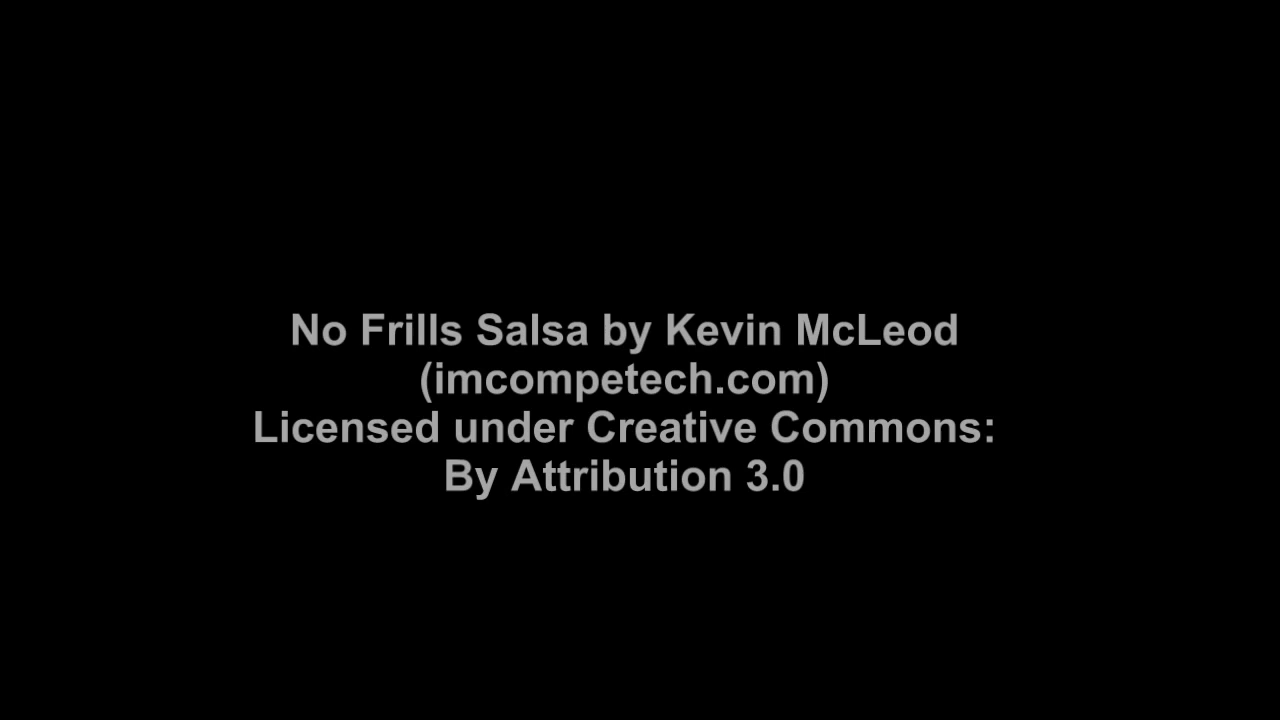 No Frills Salsa by Kevin McLeod
(imcompetech.com)
Licensed under Creative Commons:
By Attribution 3.0